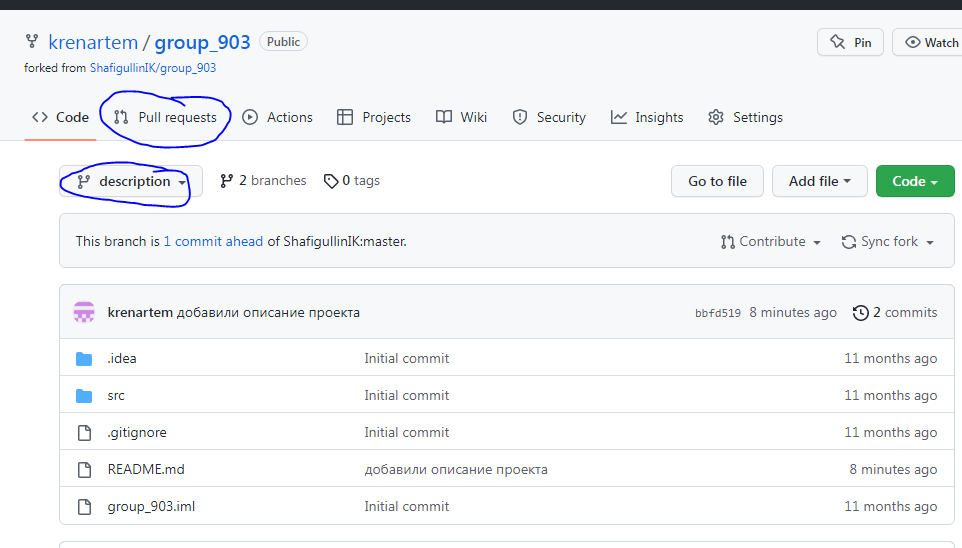 krenartem / group_903 Public Pin Watch
forked from ShafigullinIK/group_903
Code Pull requests Actions Projects Wiki Security Insights Settings
description 2 branches 0 tags Go to file Add file Code
This branch is 1 commit ahead of ShafigullinIK:master. Contribute Sync fork
krenartem добавили описание проекта bbfd519 8 minutes ago 2 commits
.idea Initial commit 11 months ago
src Initial commit 11 months ago
.gitignore Initial commit 11 months ago
README.md добавили описание проекта 8 minutes ago
group_903.iml Initial commit 11 months ago